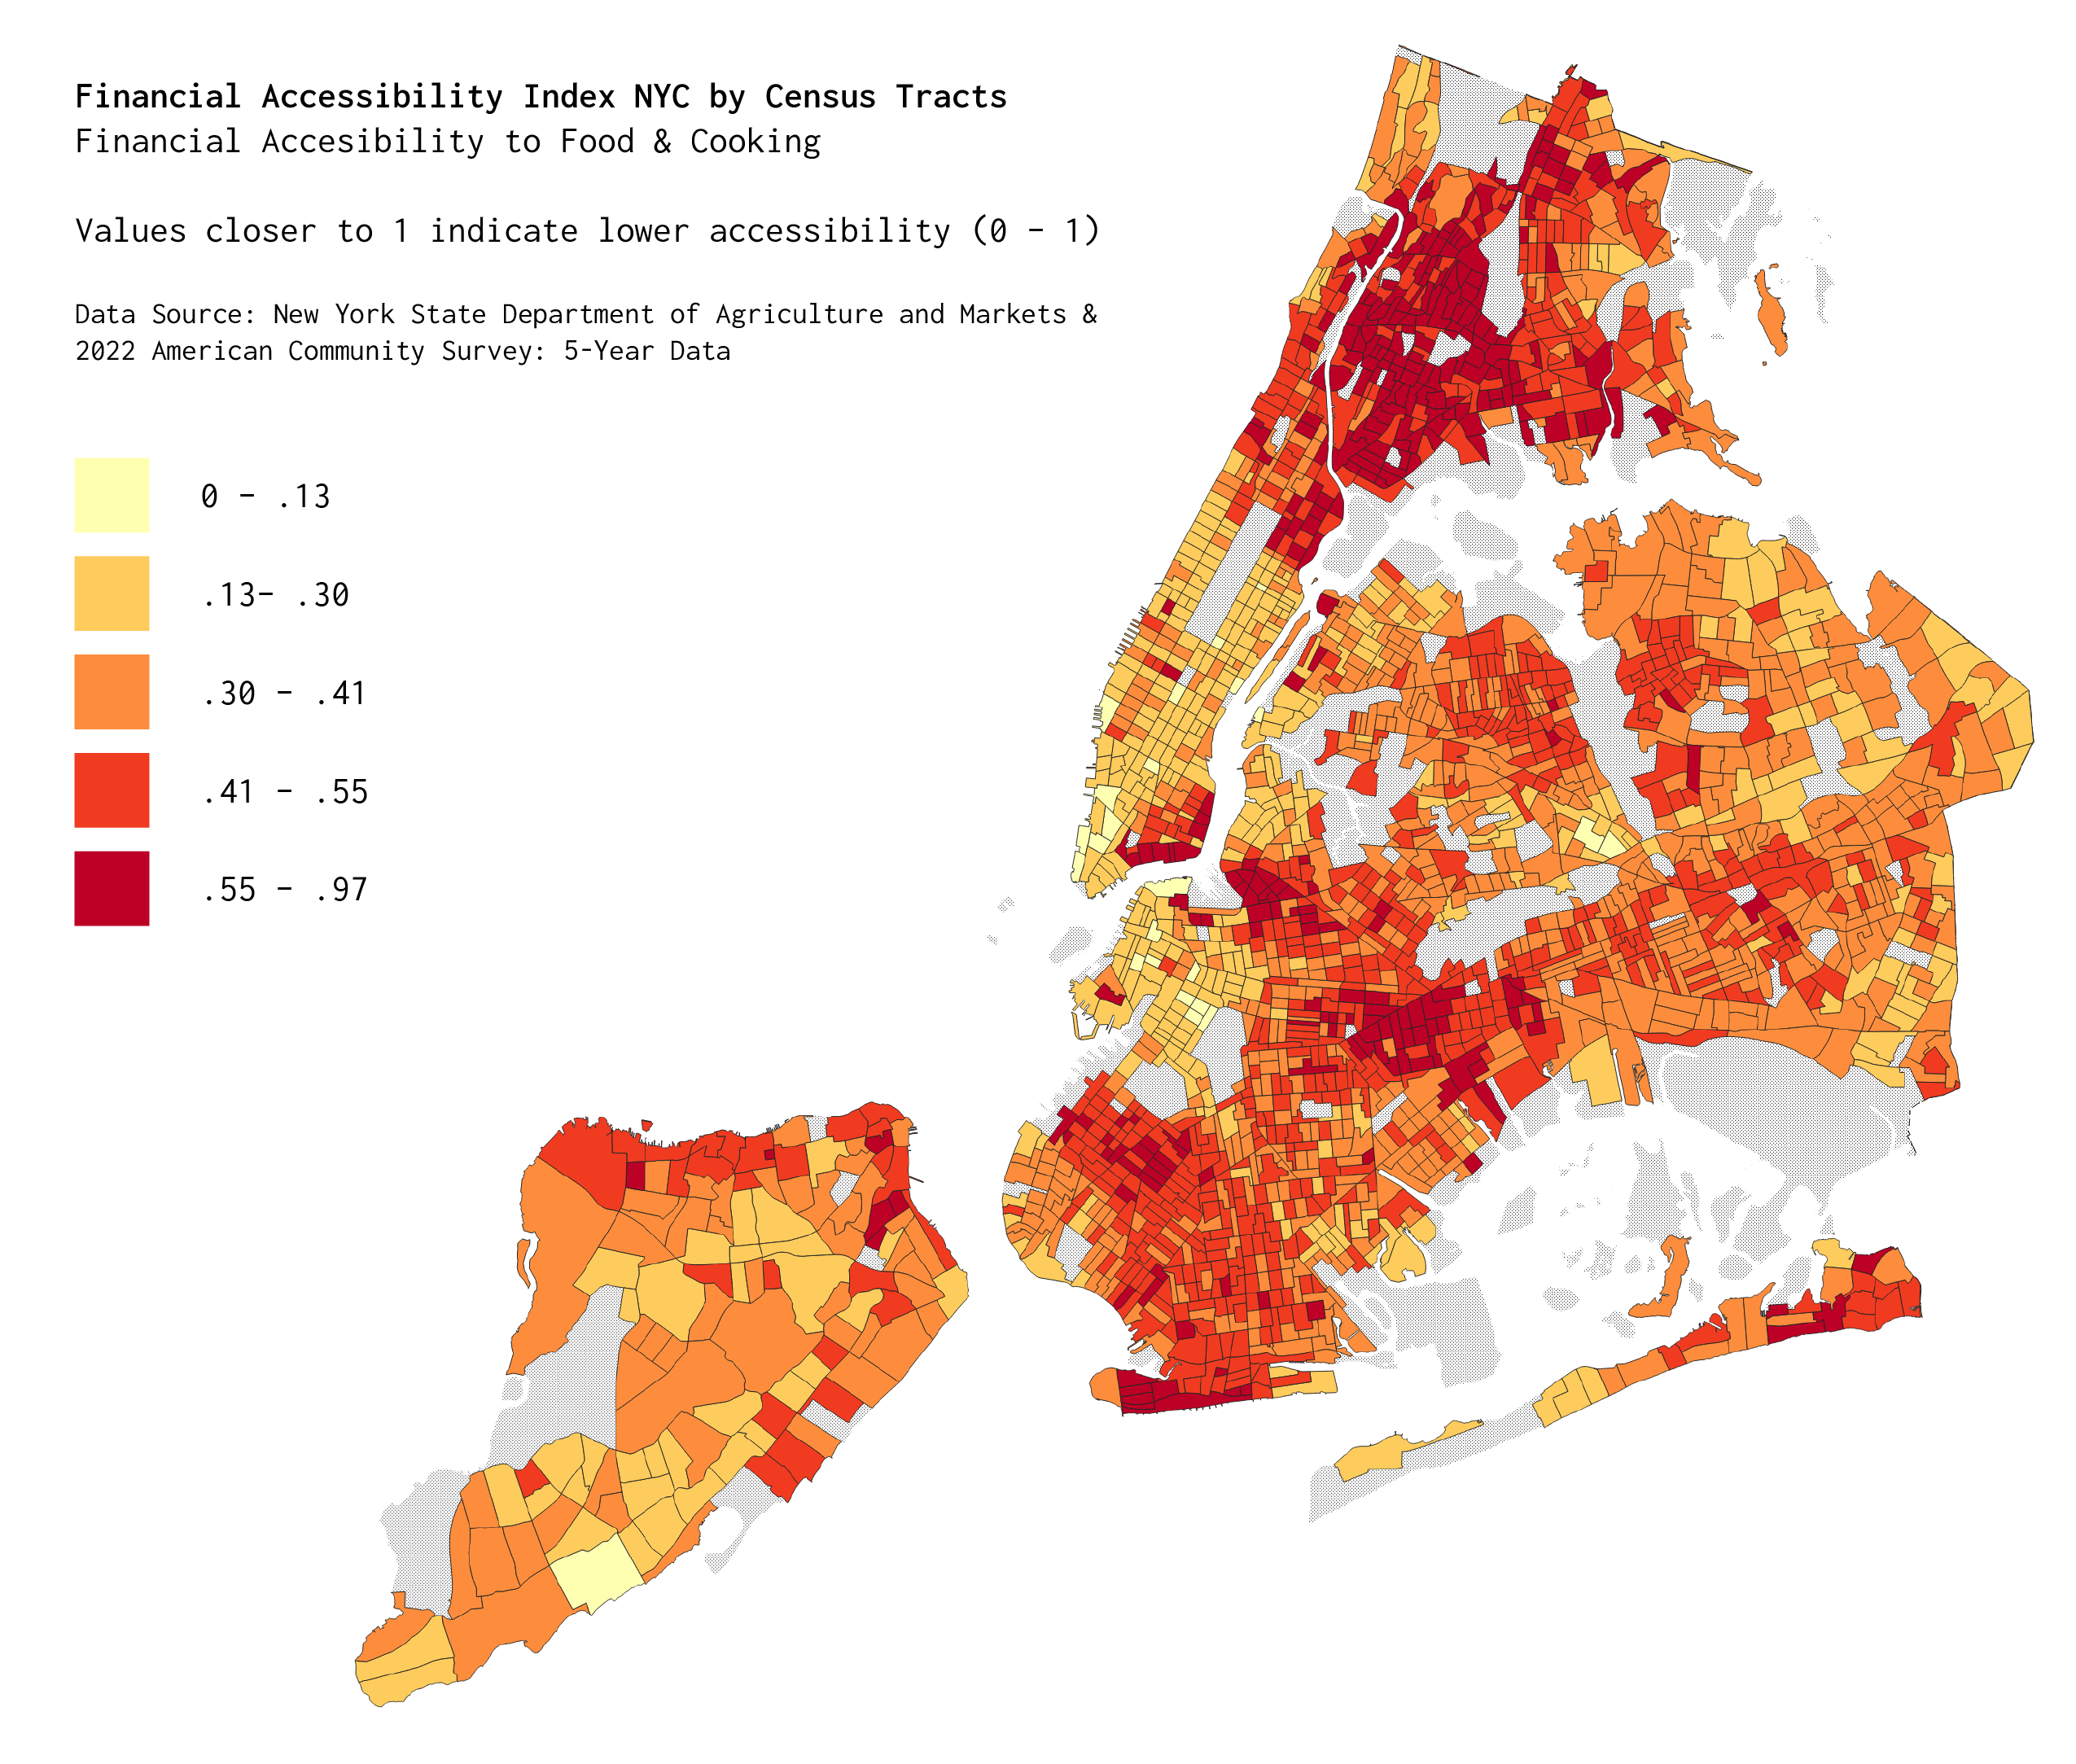 Financial Accessibility Index NYC by Census Tracts
Financial Accesibility to Food & Cooking
Values closer to 1 indicate lower accessibility (0 - 1)
Data Source: New York State Department of Agriculture and Markets &
2022 American Community Survey: 5-Year Data
0 - .13
.13- .30
.30 - .41
.41 - .55
.55 - .97